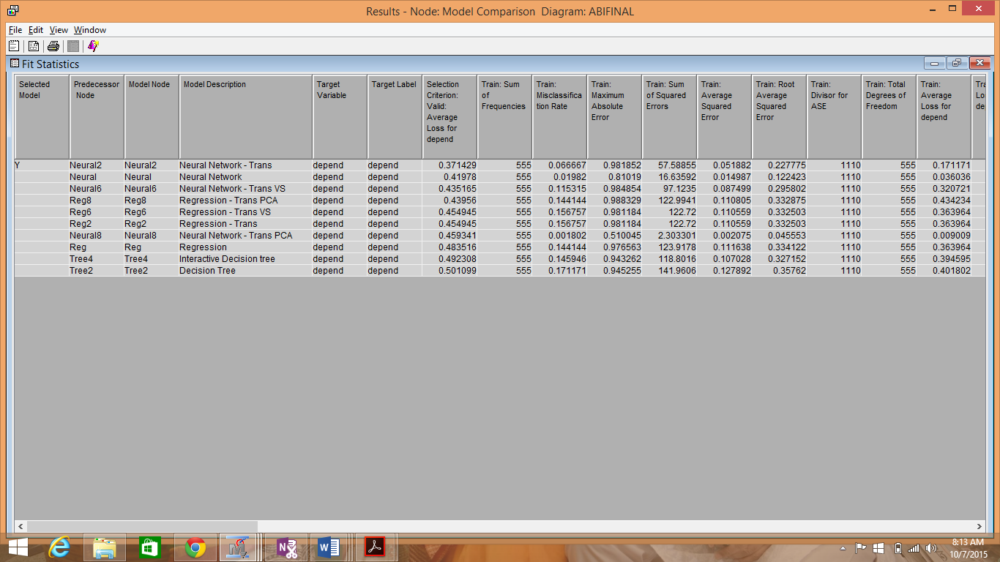 Results - Node: Model Comparison Diagram: ABIFINAL
File Edit View Window
Fit Statistics
Selected Model Predecessor Node Model Node Model Description Target Variable Target Label Selection Criterion: Valid: Average Loss for depend Train: Sum of Frequencies Train: Misclassifica tion Rate Train: Maximum Absolute Error Train: Sum of Squared Errors Train: Average Squared Error Train: Root Average Squared Error Train: Divisor for ASE Train: Total Degrees of Freedom Train: Average Loss for depend Tra Lo de
Y Neural2 Neural2 Neural Network - Trans depend depend 0.371429 555 0.066667 0.981852 57.58855 0.051882 0.227775 1110 555 0.171171
Neural Neural Neural Network depend depend 0.41978 555 0.01982 0.81019 16.63592 0.014987 0.122423 1110 555 0.036036
Neural6 Neural6 Neural Network - Trans VS depend depend 0.435165 555 0.115315 0.984854 97.1235 0.087499 0.295802 1110 555 0.320721
Reg8 Reg8 Regression - Trans PCA depend depend 0.43956 555 0.144144 0.988329 122.9941 0.110805 0.332875 1110 555 0.434234
Reg6 Reg6 Regression - Trans VS depend depend 0.454945 555 0.156757 0.981184 122.72 0.110559 0.332503 1110 555 0.363964
Reg2 Reg2 Regression - Trans depend depend 0.454945 555 0.156757 0.981184 122.72 0.110559 0.332503 1110 555 0.363964
Neural8 Neural8 Neural Network - Trans PCA depend depend 0.459341 555 0.001802 0.510045 2.303301 0.002075 0.045553 1110 555 0.009009
Reg Reg Regression depend depend 0.483516 555 0.144144 0.976563 123.9178 0.111638 0.334122 1110 555 0.363964
Tree4 Tree4 Interactive Decision tree depend depend 0.492308 555 0.145946 0.943262 118.8016 0.107028 0.327152 1110 555 0.394595
Tree2 Tree2 Decision Tree depend depend 0.501099 555 0.171171 0.945255 141.9606 0.127892 0.35762 1110 555 0.401802
8:13 AM
10/7/2015